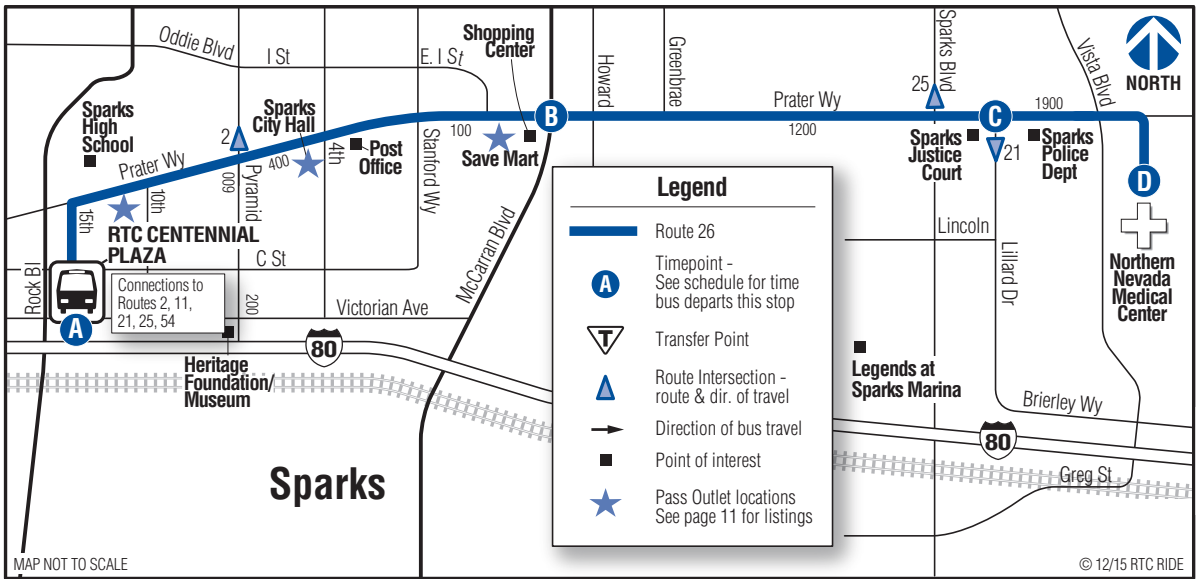 Oddie Blvd
I St
E. I St
Shopping
Center
Howard
Greenbrae
Sparks Blvd
Vista Blvd
NORTH
Sparks
High
School
2
Sparks
City Hall
400
4th
Post
Office
Stanford Wy
100
Save Mart
B
Prater Wy
1200
25
C
1900
Sparks
Justice
Court
21
Sparks
Police
Dept
D
Prater Wy
15th
10th
600
Pyramid
RTC CENTENNIAL
PLAZA
C St
Rock Bl
A
Connections to
Routes 2, 11,
21, 25, 54
200
Victorian Ave
McCarran Blvd
80
Heritage
Foundation/
Museum
Lincoln
Lillard Dr
Northern
Nevada
Medical
Center
Legends at
Sparks Marina
Brierley Wy
80
Greg St
Sparks
Legend
Route 26
A
Timepoint -
See schedule for time
bus departs this stop
T
Transfer Point
Route Intersection -
route & dir. of travel
Direction of bus travel
Point of interest
Pass Outlet locations
See page 11 for listings
MAP NOT TO SCALE
© 12/15 RTC RIDE